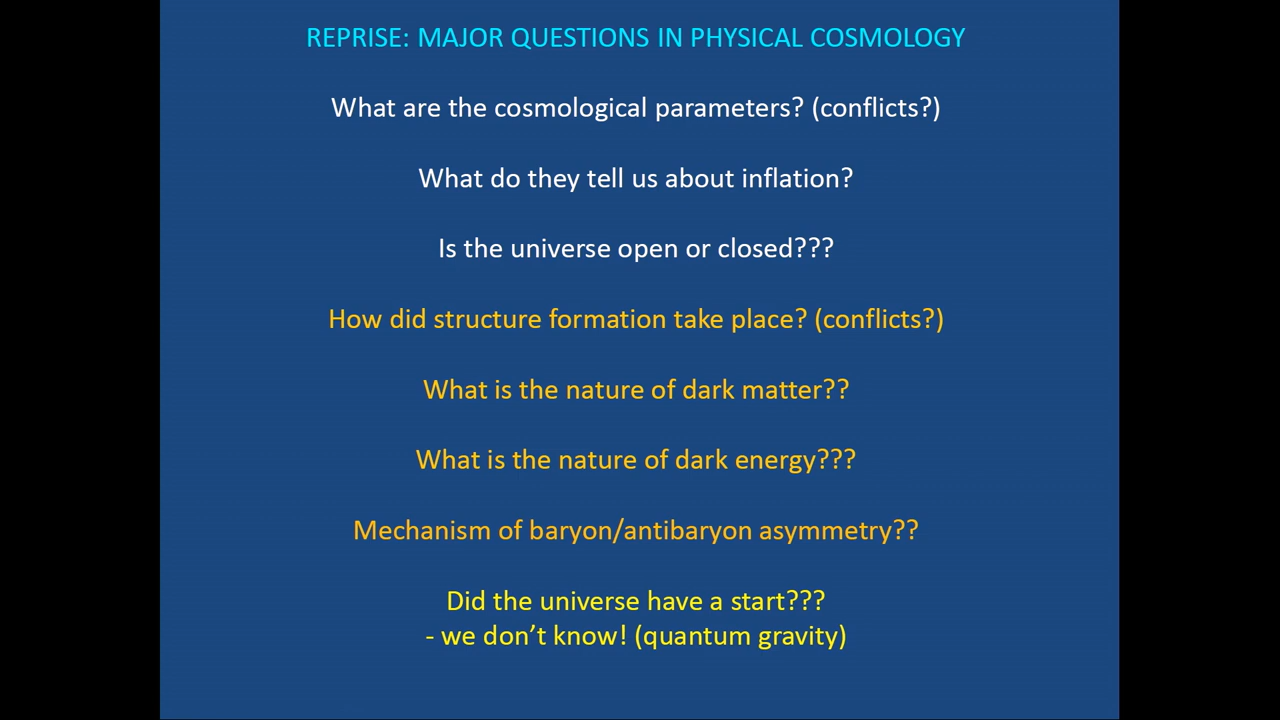 REPRISE: MAJOR QUESTIONS IN PHYSICAL COSMOLOGY
What are the cosmological parameters? (conflicts?)
What do they tell us about inflation?
Is the universe open or closed???
How did structure formation take place? (conflicts?)
What is the nature of dark matter??
What is the nature of dark energy???
Mechanism of baryon/antibaryon asymmetry??
Did the universe have a start???
- we don’t know! (quantum gravity)